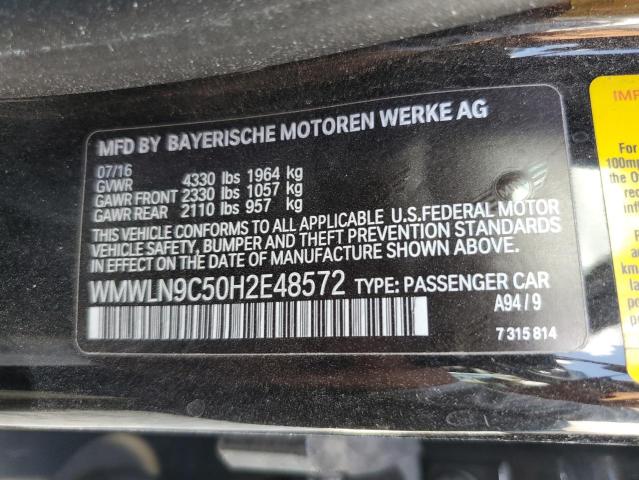 MFD BY BAYERISCHE MOTOREN WERKE AG
07/16
GVWR 4330 lbs 1964 kg
GAWR FRONT 2330 lbs 1057 kg
GAWR REAR 2110 lbs 957 kg
THIS VEHICLE CONFORMS TO ALL APPLICABLE U.S.FEDERAL MOTOR
VEHICLE SAFETY, BUMPER AND THEFT PREVENTION STANDARDS
IN EFFECT ON THE DATE OF MANUFACTURE SHOWN ABOVE.
WMWLN9C50H2E48572 TYPE: PASSENGER CAR
A94 / 9
7 315 814
For
100mp
the O